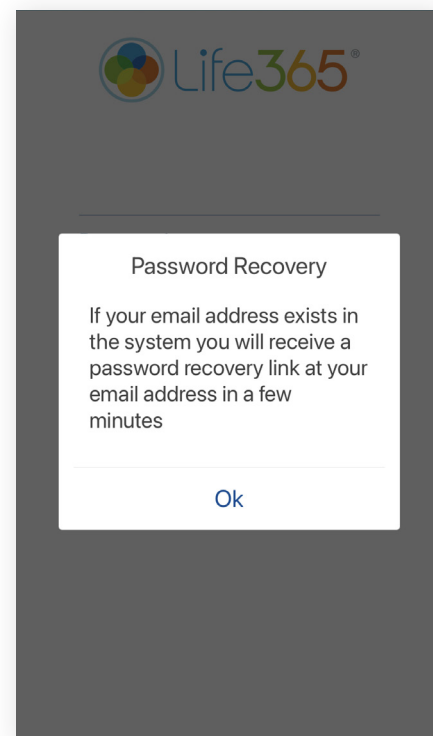 Life365®
Password Recovery
If your email address exists in
the system you will receive a
password recovery link at your
email address in a few
minutes
Ok